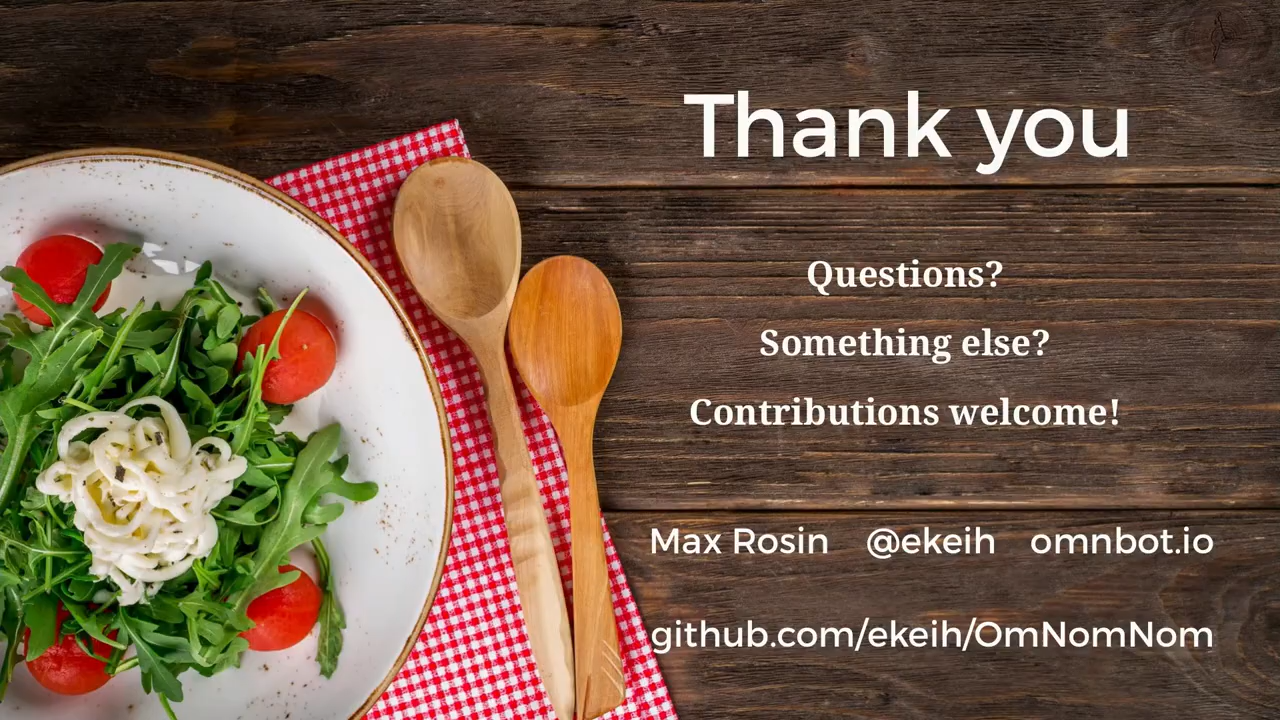 Thank you
Questions?
Something else?
Contributions welcome!
Max Rosin @ekeih omnbot.io
github.com/ekeih/OmNomNom